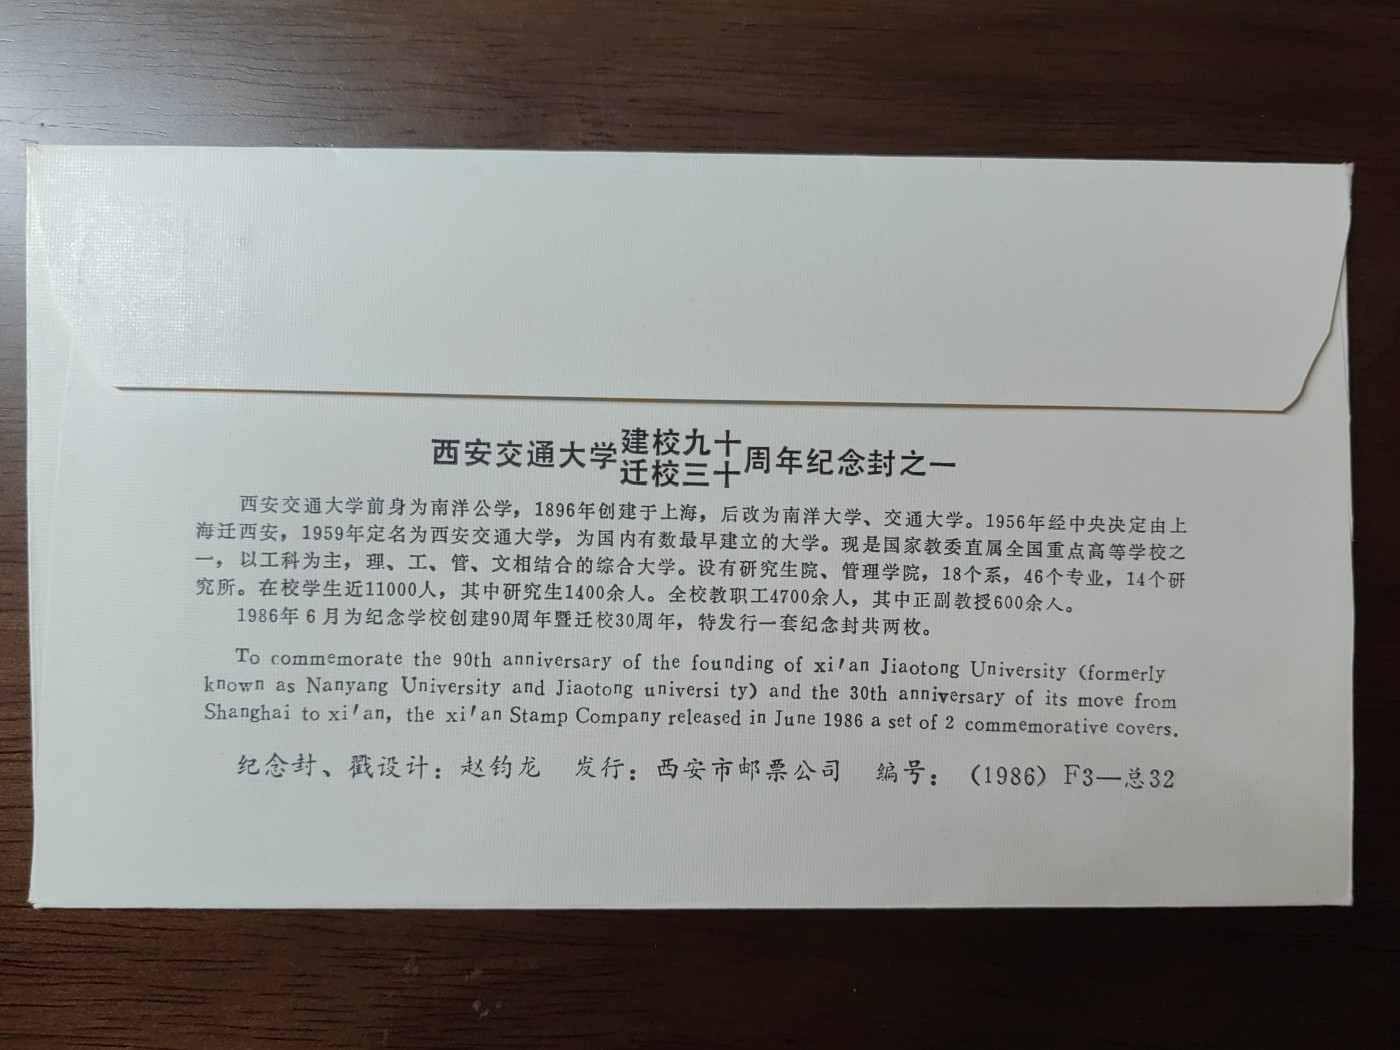 西安交通大学建校九十迁校三十周年纪念封之一
西安交通大学前身为南洋公学，1896年创建于上海，后改为南洋大学、交通大学。1956年经中央决定由上
海迁西安，1959年定名为西安交通大学，为国内有数最早建立的大学。现是国家教委直属全国重点高等学校之
一，以工科为主，理、工、管、文相结合的综合大学。设有研究生院、管理学院，18个系，46个专业，14个研
究所。在校学生近11000人，其中研究生1400余人。全校教职工4700余人，其中正副教授600余人。
1986年6月为纪念学校创建90周年暨迁校30周年，特发行一套纪念封共两枚。
To commemorate the 90th anniversary of the founding of xi'an Jiaotong University (formerly
known as Nanyang University and Jiaotong universi ty) and the 30th anniversary of its move from
Shanghai to xi'an, the xi'an Stamp Company released in June 1986 a set of 2 commemorative covers.
纪念封、戳设计：赵钧龙 发行：西安市邮票公司 编号：（1986）F3—总32